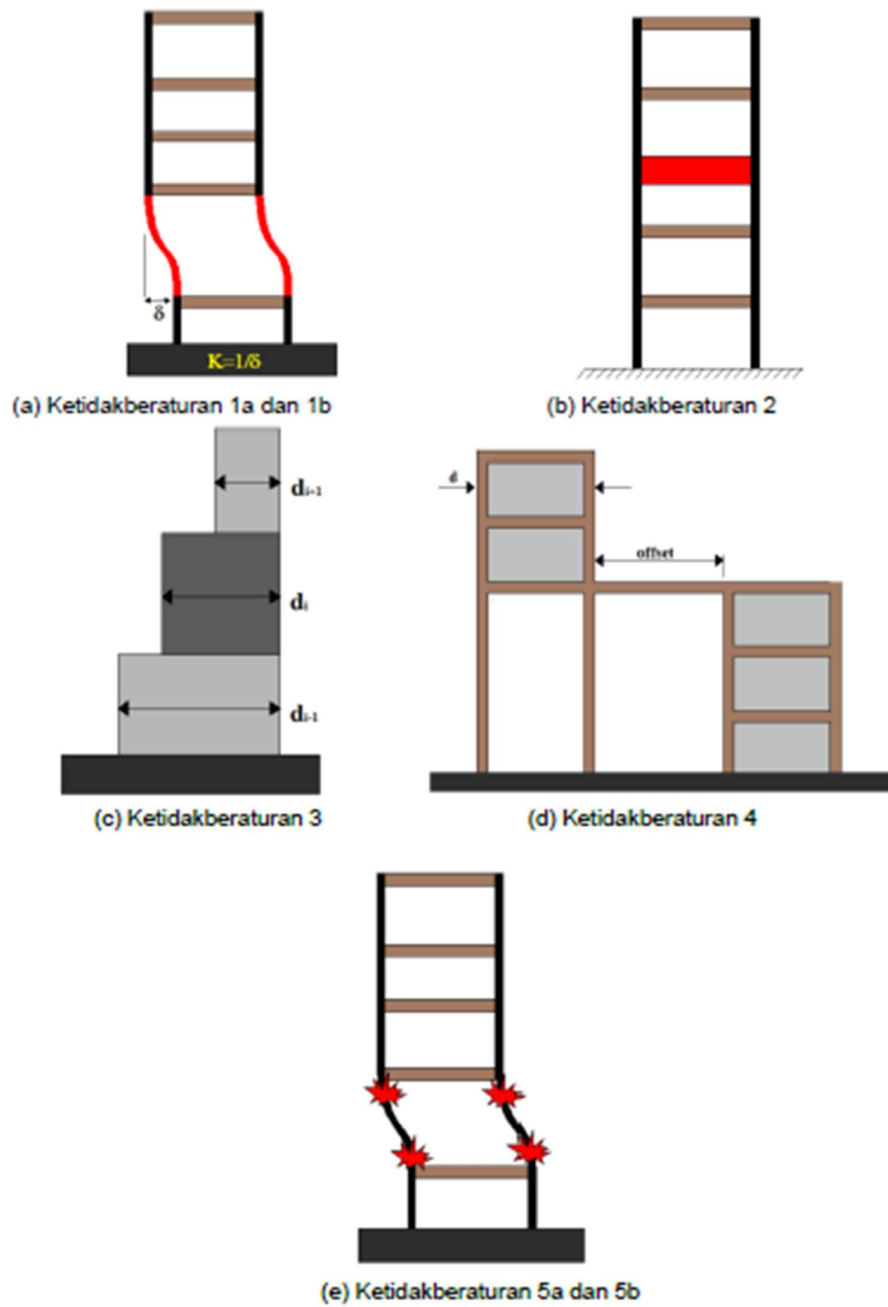 δ
K=1/δ
(a) Ketidakberaturan 1a dan 1b
(b) Ketidakberaturan 2
dᵢ₊₁
dᵢ
dᵢ₋₁
(c) Ketidakberaturan 3
d
offset
(d) Ketidakberaturan 4
(e) Ketidakberaturan 5a dan 5b